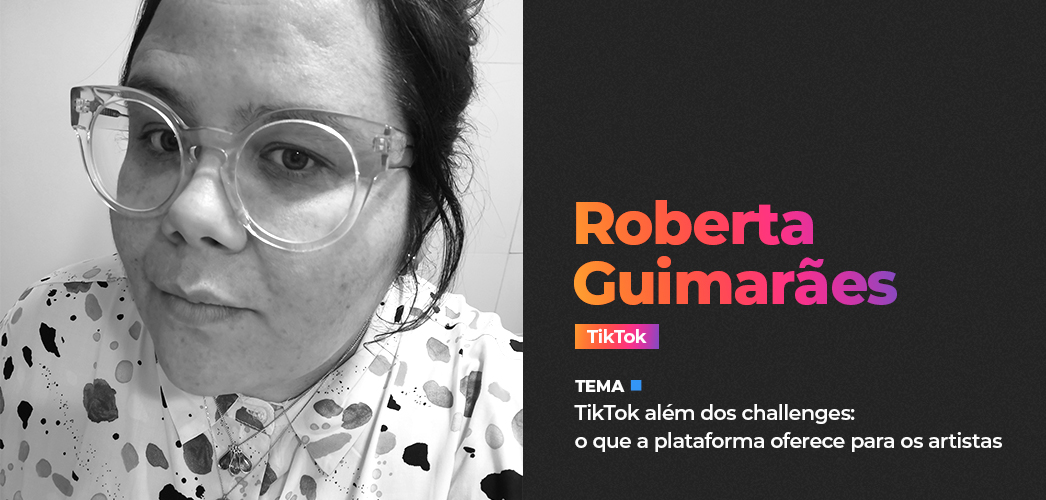 Roberta
Guimarães
TikTok
TEMA
TikTok além dos challenges:
o que a plataforma oferece para os artistas